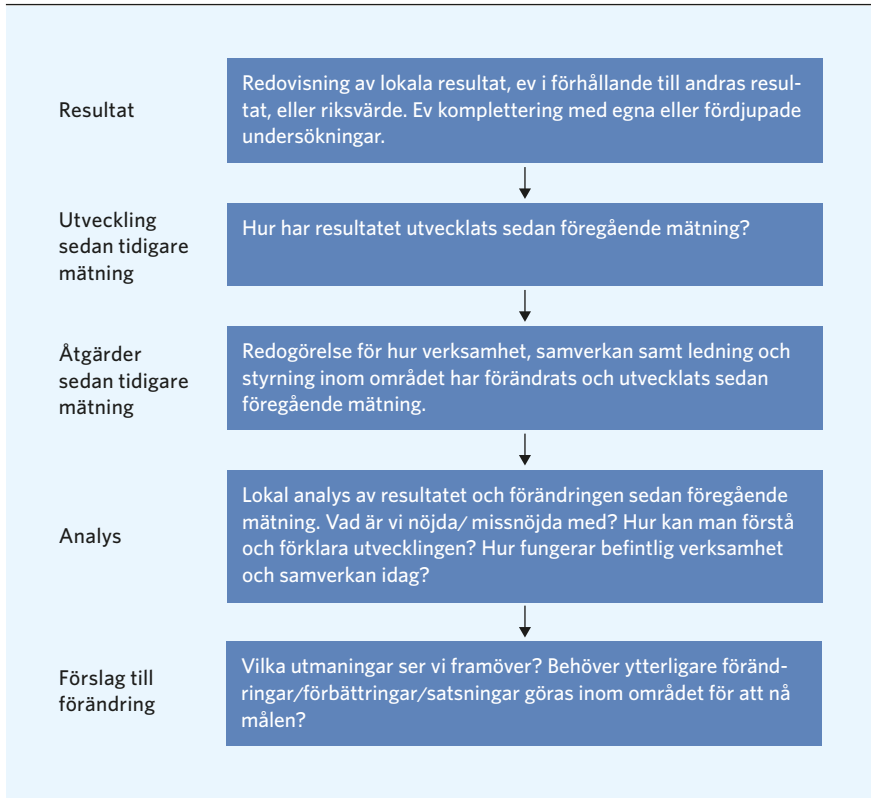 Resultat
Redovisning av lokala resultat, ev i förhållande till andras resul-
tat, eller riksvärde. Ev komplettering med egna eller fördjupade
undersökningar.
Utveckling
sedan tidigare
mätning
Hur har resultatet utvecklats sedan föregående mätning?
Åtgärder
sedan tidigare
mätning
Redogörelse för hur verksamhet, samverkan samt ledning och
styrning inom området har förändrats och utvecklats sedan
föregående mätning.
Analys
Lokal analys av resultatet och förändringen sedan föregående
mätning. Vad är vi nöjda/ missnöjda med? Hur kan man förstå
och förklara utvecklingen? Hur fungerar befintlig verksamhet
och samverkan idag?
Förslag till
förändring
Vilka utmaningar ser vi framöver? Behöver ytterligare föränd-
ringar/förbättringar/satsningar göras inom området för att nå
målen?